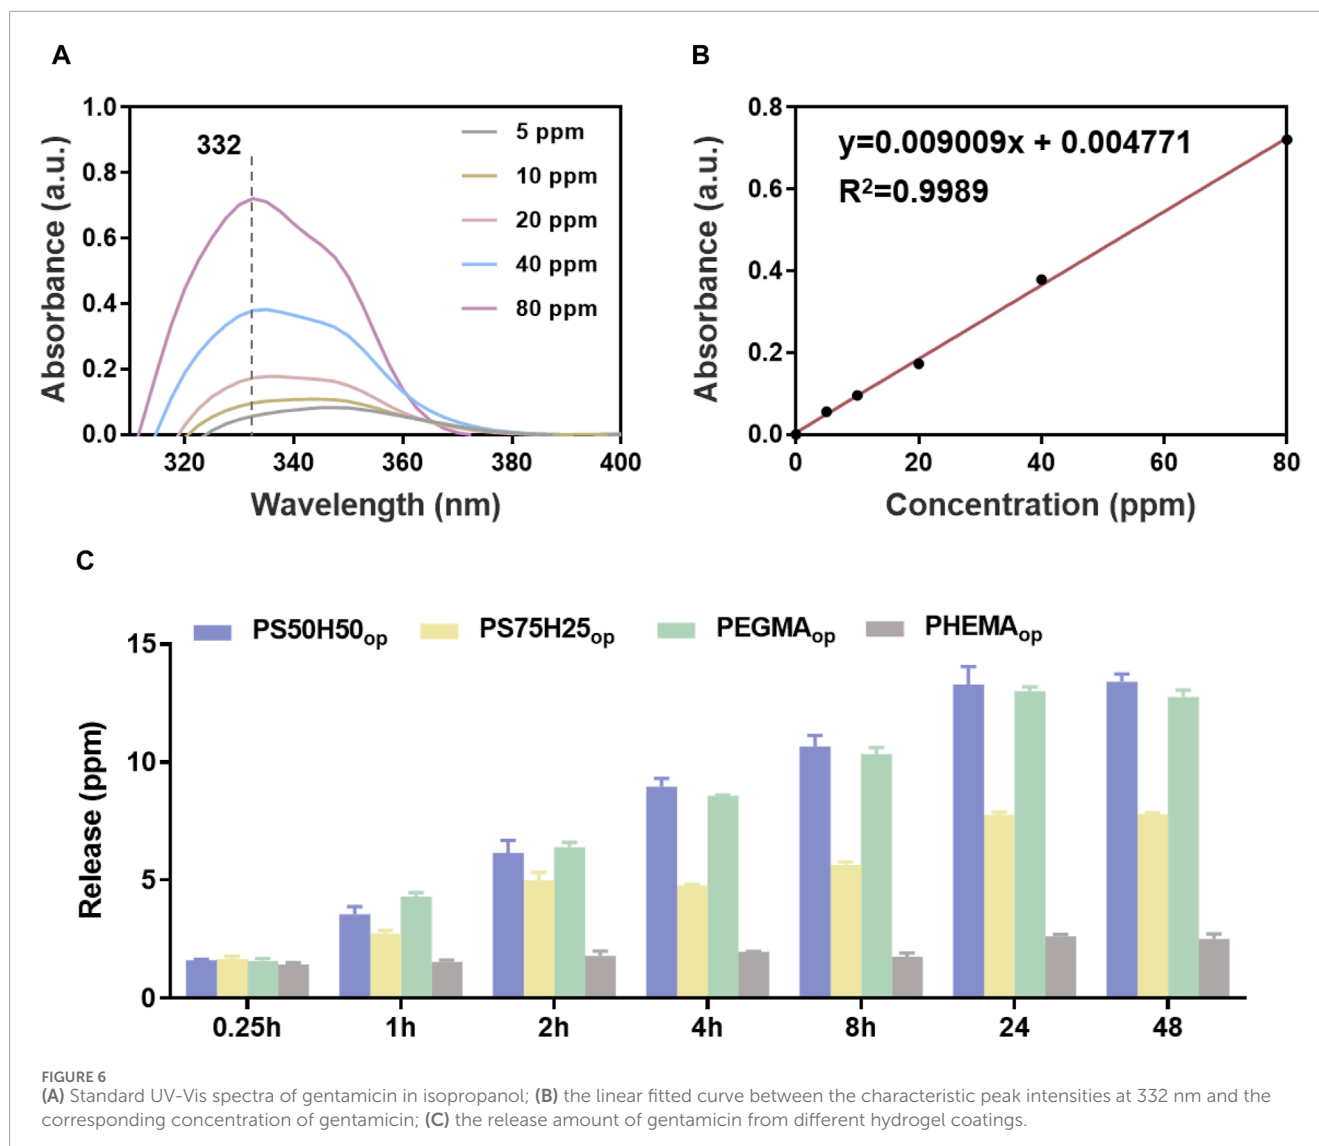 A
1.0
0.8
0.6
0.4
0.2
0.0
320
340
360
380
400
Absorbance (a.u.)
Wavelength (nm)
332
5 ppm
10 ppm
20 ppm
40 ppm
80 ppm
B
0.8
0.6
0.4
0.2
0.0
0
20
40
60
80
Absorbance (a.u.)
Concentration (ppm)
y=0.009009x + 0.004771
R²=0.9989
C
PS50H50op
PS75H25op
PEGMAop
PHEMAop
15
10
5
0
Release (ppm)
0.25h
1h
2h
4h
8h
24
48
FIGURE 6
(A) Standard UV-Vis spectra of gentamicin in isopropanol; (B) the linear fitted curve between the characteristic peak intensities at 332 nm and the
corresponding concentration of gentamicin; (C) the release amount of gentamicin from different hydrogel coatings.